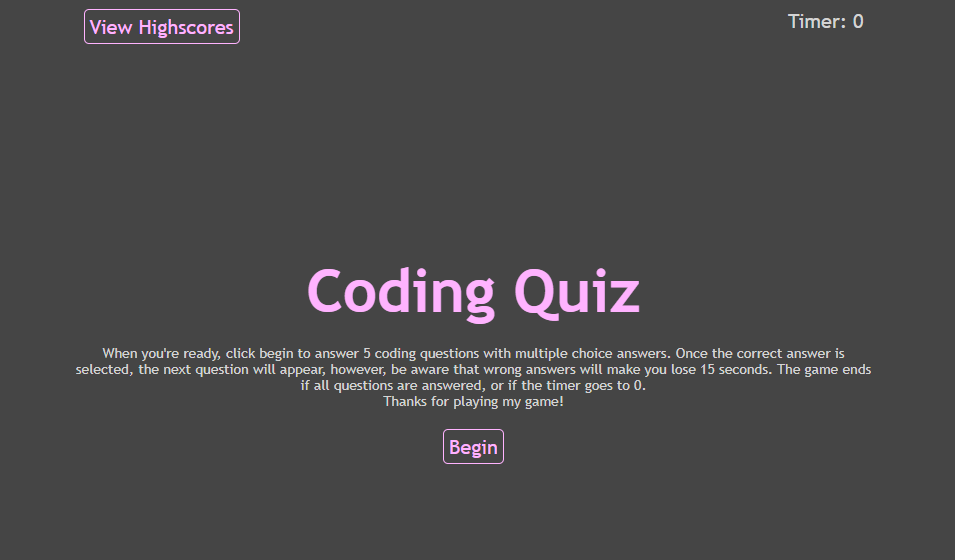 View Highscores
Timer: 0
Coding Quiz
When you're ready, click begin to answer 5 coding questions with multiple choice answers. Once the correct answer is
selected, the next question will appear, however, be aware that wrong answers will make you lose 15 seconds. The game ends
if all questions are answered, or if the timer goes to 0.
Thanks for playing my game!
Begin